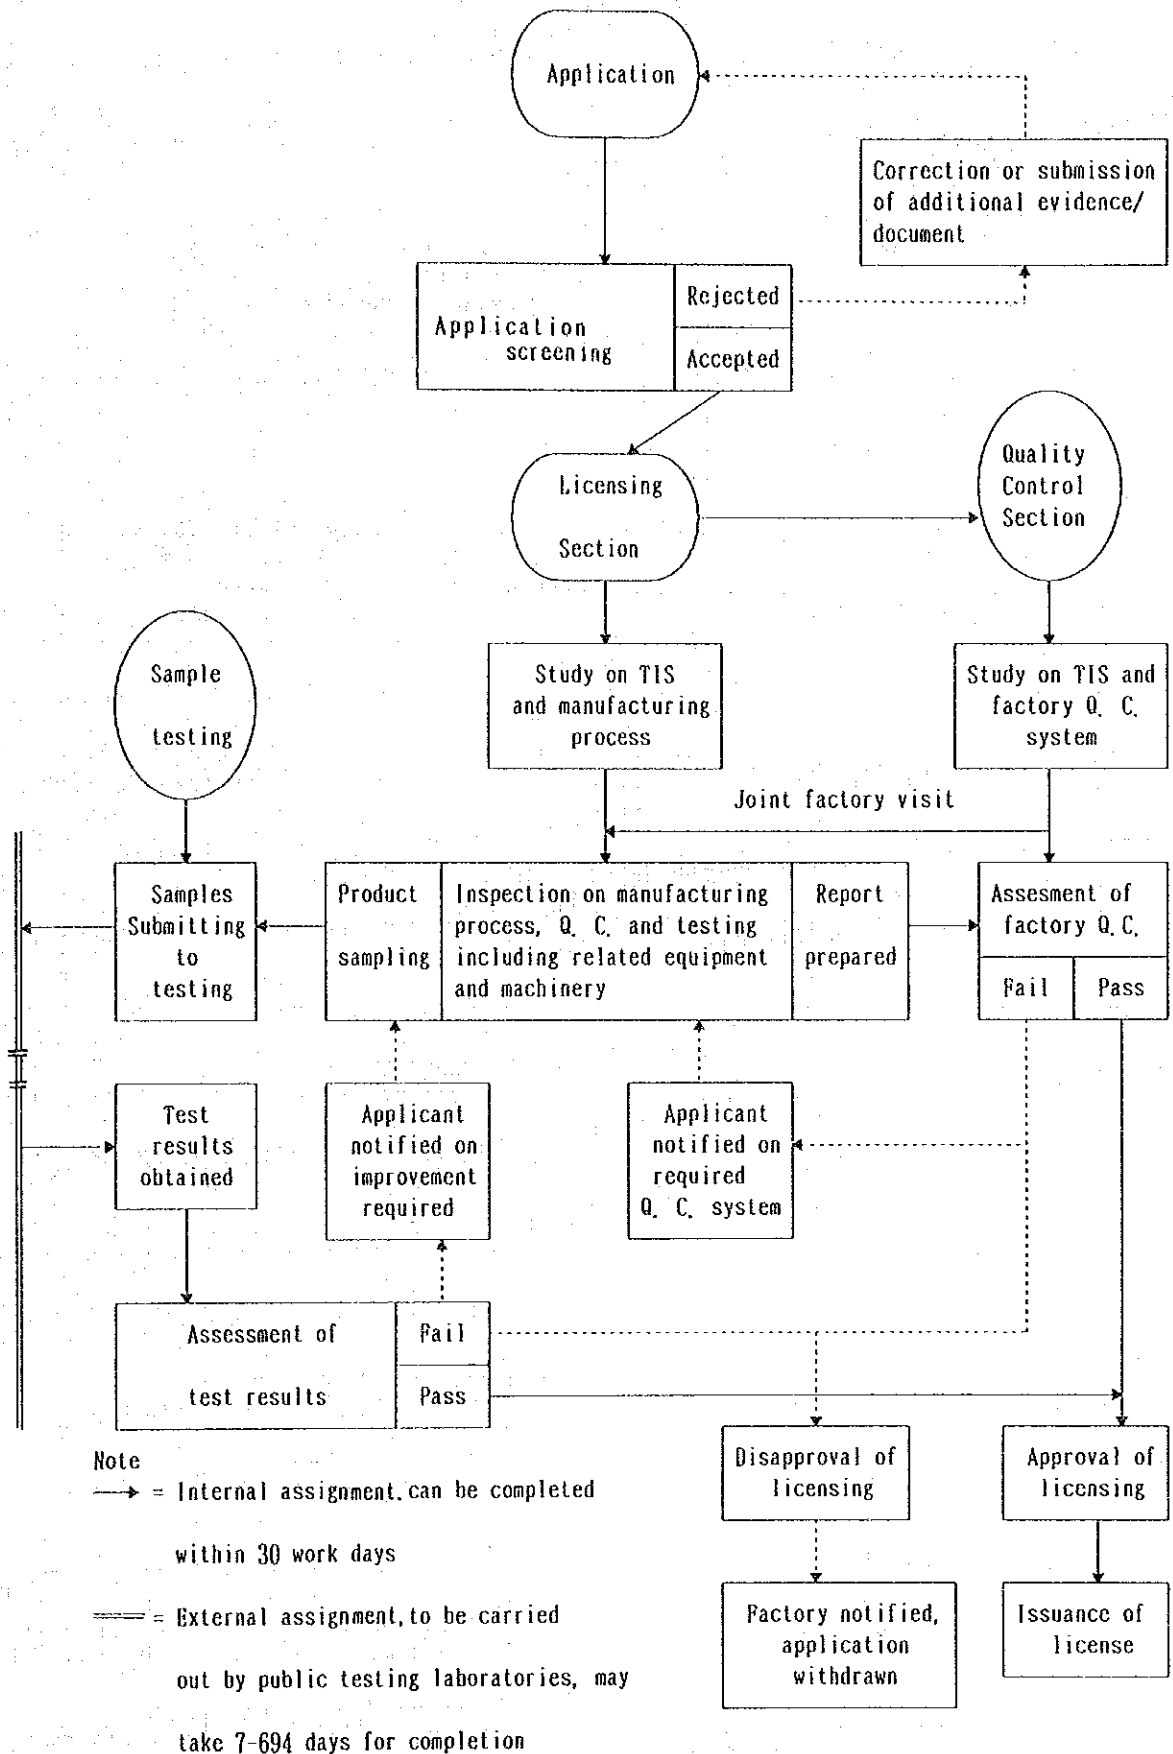 Application
Correction or submission
of additional evidence/
document
Rejected
Application
screening
Accepted
Licensing
Section
Quality
Control
Section
Sample
testing
Study on TIS
and manufacturing
process
Study on TIS and
factory Q. C.
system
Joint factory visit
Samples
Submitting
to
testing
Product
sampling
Inspection on manufacturing
process, Q. C. and testing
including related equipment
and machinery
Report
prepared
Assesment of
factory Q.C.
Fail
Pass
Test
results
obtained
Applicant
notified on
improvement
required
Applicant
notified on
required
Q. C. system
Assessment of
test results
Fail
Pass
Disapproval of
licensing
Approval of
licensing
Factory notified,
application
withdrawn
Issuance of
license
Note
= Internal assignment, can be completed
within 30 work days
= External assignment, to be carried
out by public testing laboratories, may
take 7-694 days for completion